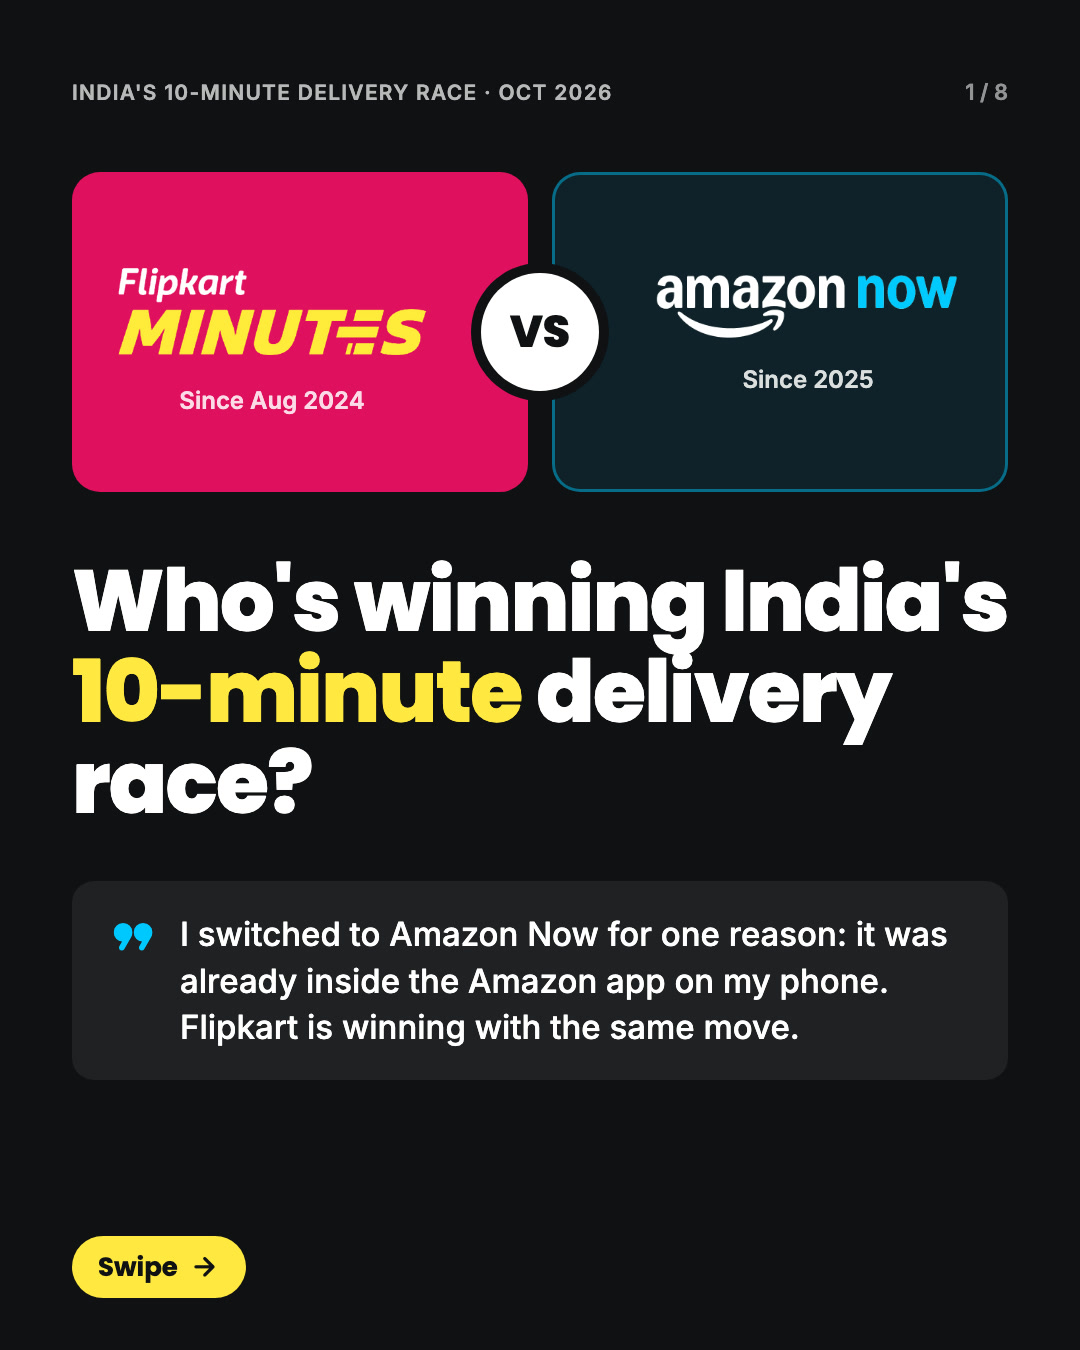 INDIA'S 10-MINUTE DELIVERY RACE · OCT 2026
1 / 8
Flipkart
MINUTES
Since Aug 2024
VS
amazon now
Since 2025
Who's winning India's
10-minute delivery
race?
I switched to Amazon Now for one reason: it was
already inside the Amazon app on my phone.
Flipkart is winning with the same move.
Swipe →